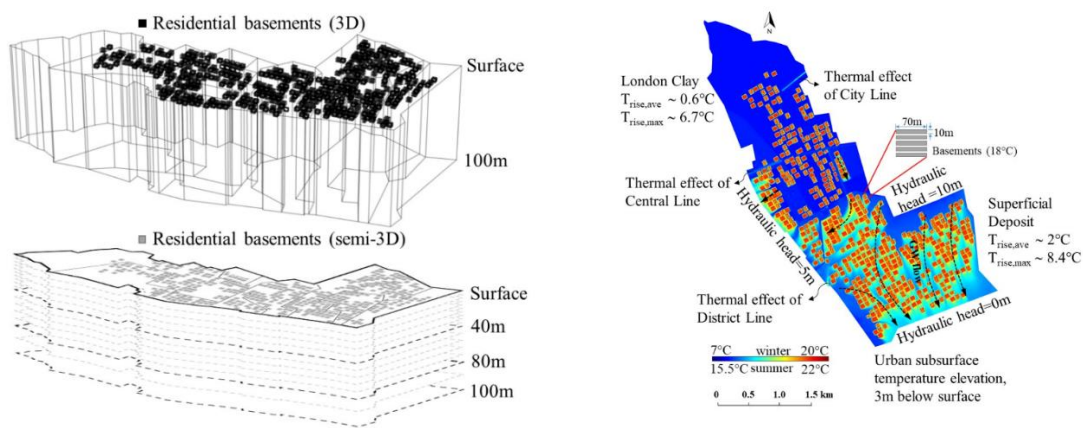 ■ Residential basements (3D)
Surface
100m
■ Residential basements (semi-3D)
Surface
40m
80m
100m
N
London Clay
Trise,ave ~ 0.6°C
Trise,max ~ 6.7°C
Thermal effect
of City Line
70m
10m
Basements (18°C)
Thermal effect of
Central Line
Hydraulic
head =10m
Hydraulic head=5m
Superficial
Deposit
Trise,ave ~ 2°C
Trise,max ~ 8.4°C
GW flow
Thermal effect of
District Line
Hydraulic head=0m
7°C winter 20°C
15.5°C summer 22°C
0 0.5 1 1.5 km
Urban subsurface
temperature elevation,
3m below surface